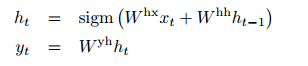 h_t = sigm (W^{hx} x_t + W^{hh} h_{t−1})
y_t = W^{yh} h_t